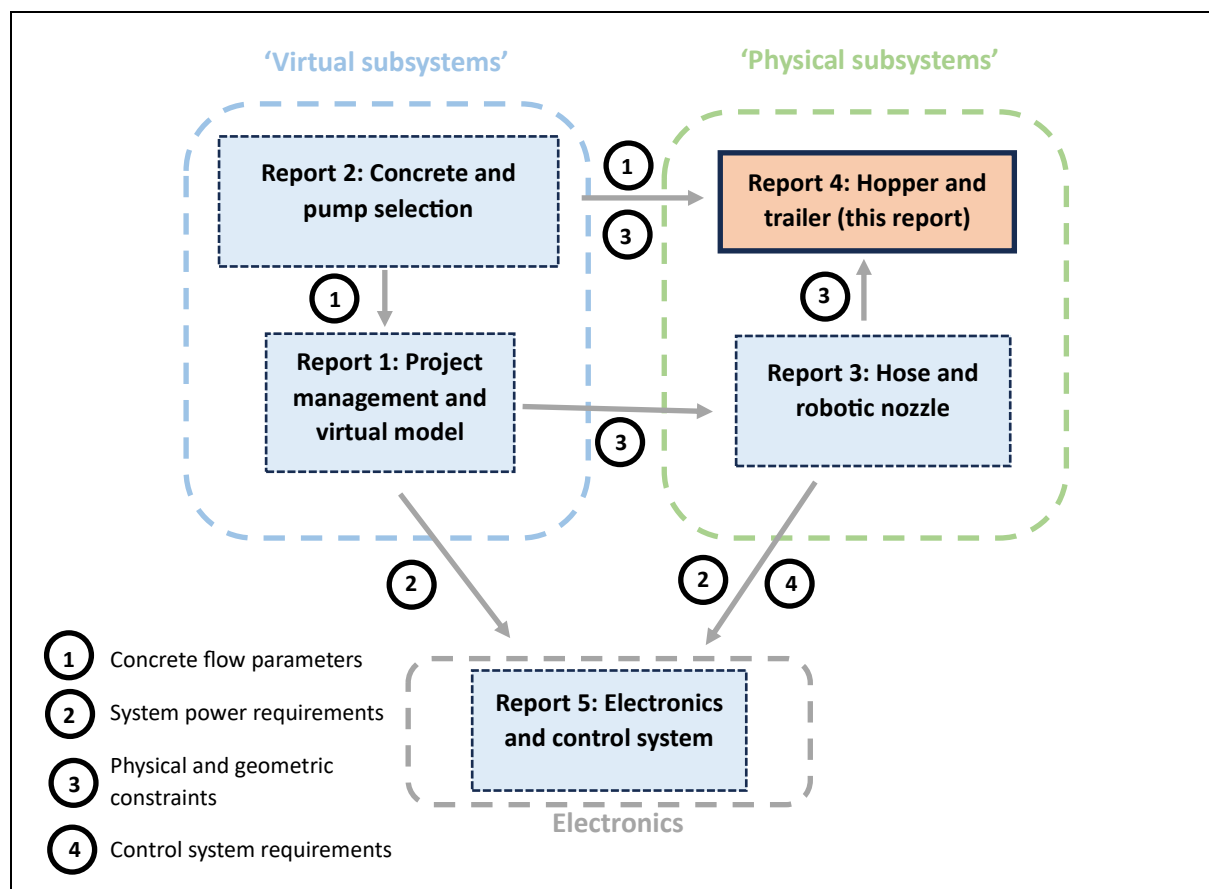 ‘Virtual subsystems’
‘Physical subsystems’
Report 2: Concrete and
pump selection
1
3
Report 4: Hopper and
trailer (this report)
1
3
Report 1: Project
management and
virtual model
3
Report 3: Hose and
robotic nozzle
2
2
4
1 Concrete flow parameters
2 System power requirements
3 Physical and geometric
constraints
4 Control system requirements
Report 5: Electronics
and control system
Electronics